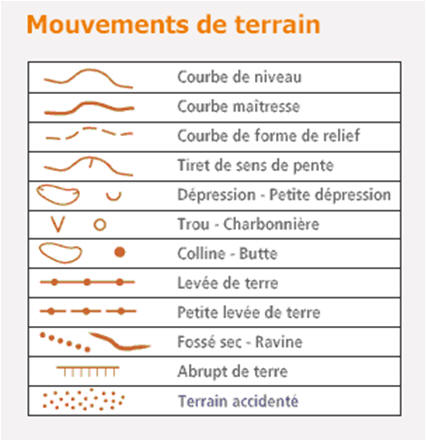 Mouvements de terrain
Courbe de niveau
Courbe maîtresse
Courbe de forme de relief
Tiret de sens de pente
Dépression - Petite dépression
Trou - Charbonnière
Colline - Butte
Levée de terre
Petite levée de terre
Fossé sec - Ravine
Abrupt de terre
Terrain accidenté